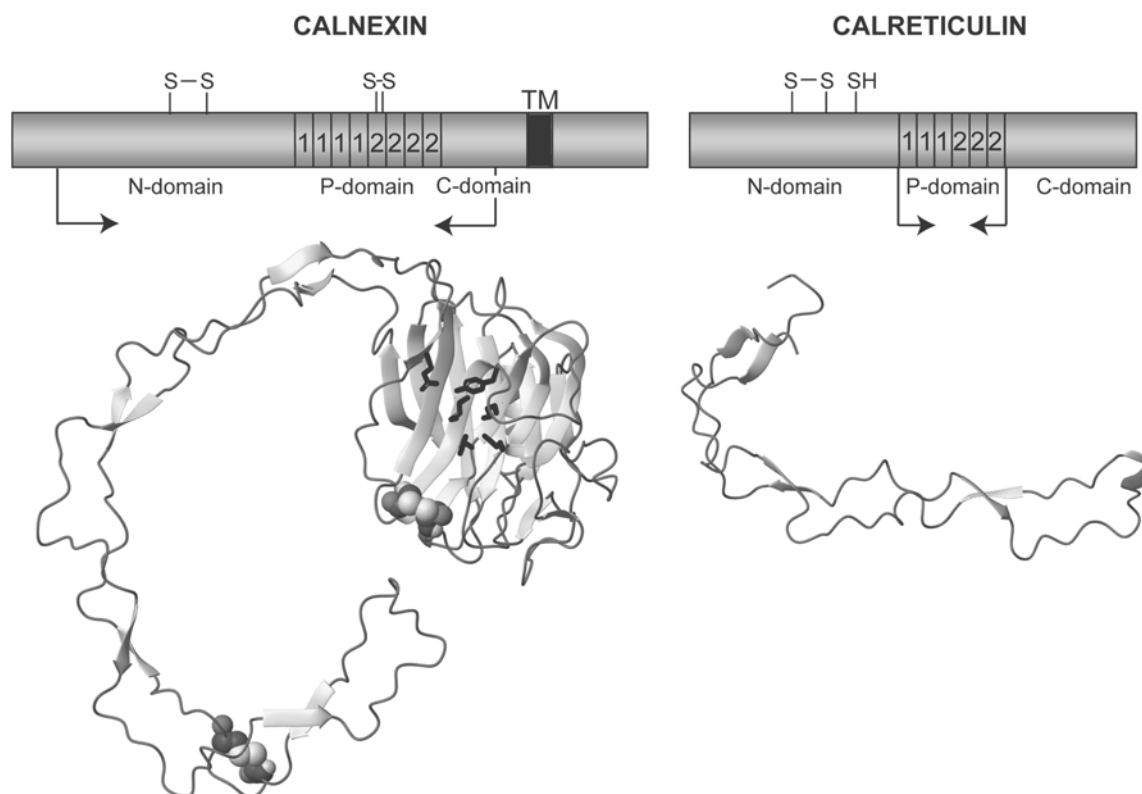 CALNEXIN
CALRETICULIN
S–S
S-S
TM
S–S
SH
1 1 1 1 2 2 2 2
1 1 1 2 2 2
N-domain
P-domain
C-domain
N-domain
P-domain
C-domain